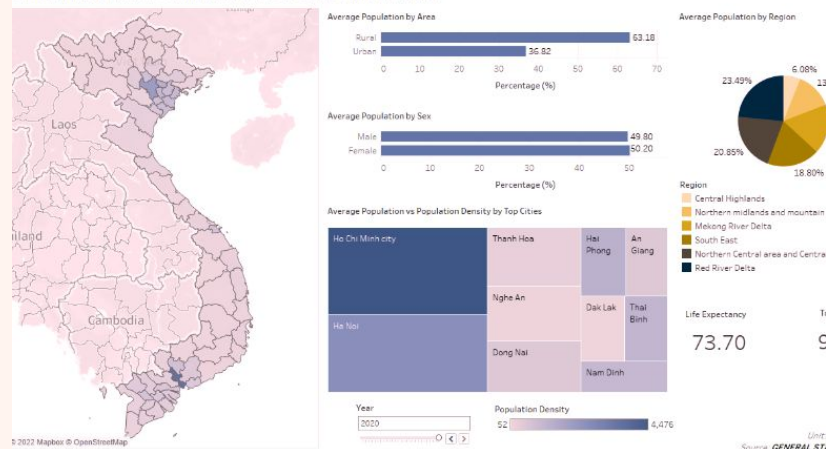 Laos
Cambodia
© 2022 Mapbox © OpenStreetMap
Average Population by Area
Rural
63.18
Urban
36.82
0 10 20 30 40 50 60 70
Percentage (%)
Average Population by Sex
Male
49.80
Female
50.20
0 10 20 30 40 50
Percentage (%)
Average Population vs Population Density by Top Cities
Ho Chi Minh city
Ha Noi
Thanh Hoa
Nghe An
Dong Nai
Hai
Phong
An
Giang
Dak Lak
Thai
Binh
Nam Dinh
Year
2020
Population Density
52
4,476
Average Population by Region
6.08%
13
23.49%
20.85%
18.80%
Region
Central Highlands
Northern midlands and mountain
Mekong River Delta
South East
Northern Central area and Centra
Red River Delta
Life Expectancy
73.70
9
Unit
Source: GENERAL